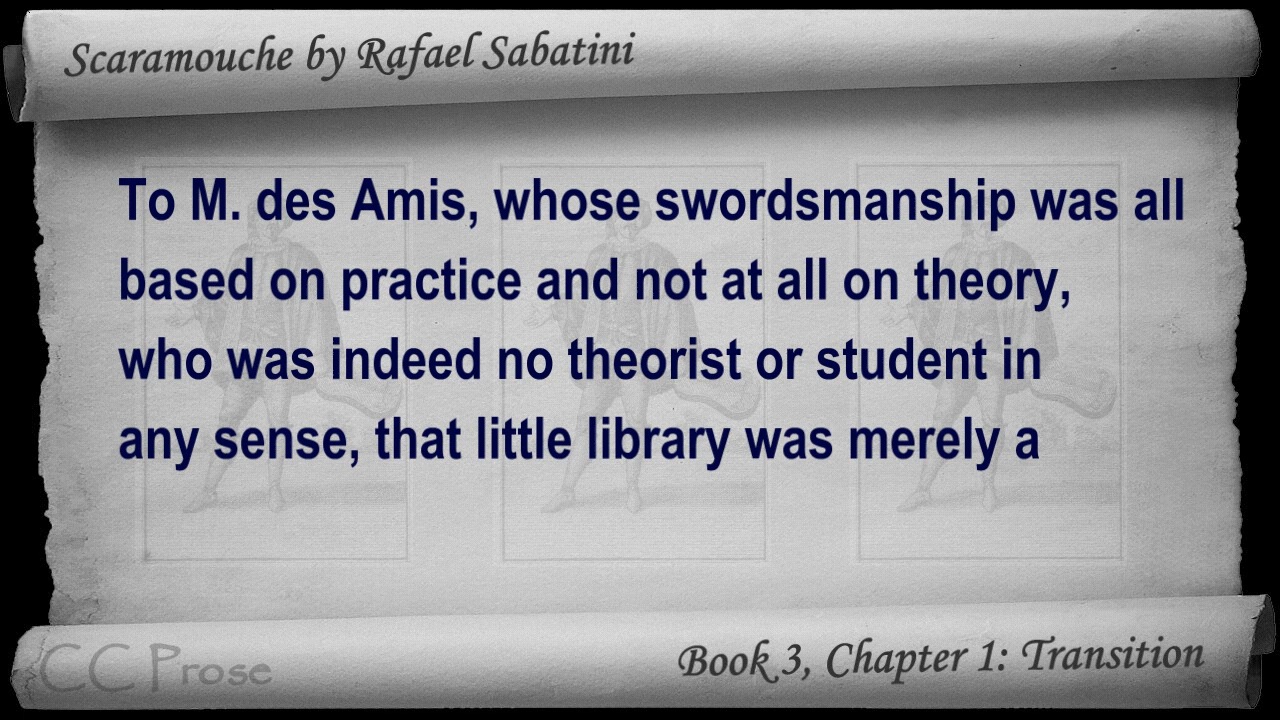 Scaramouche by Rafael Sabatini
To M. des Amis, whose swordsmanship was all
based on practice and not at all on theory,
who was indeed no theorist or student in
any sense, that little library was merely a
CC Prose
Book 3, Chapter 1: Transition